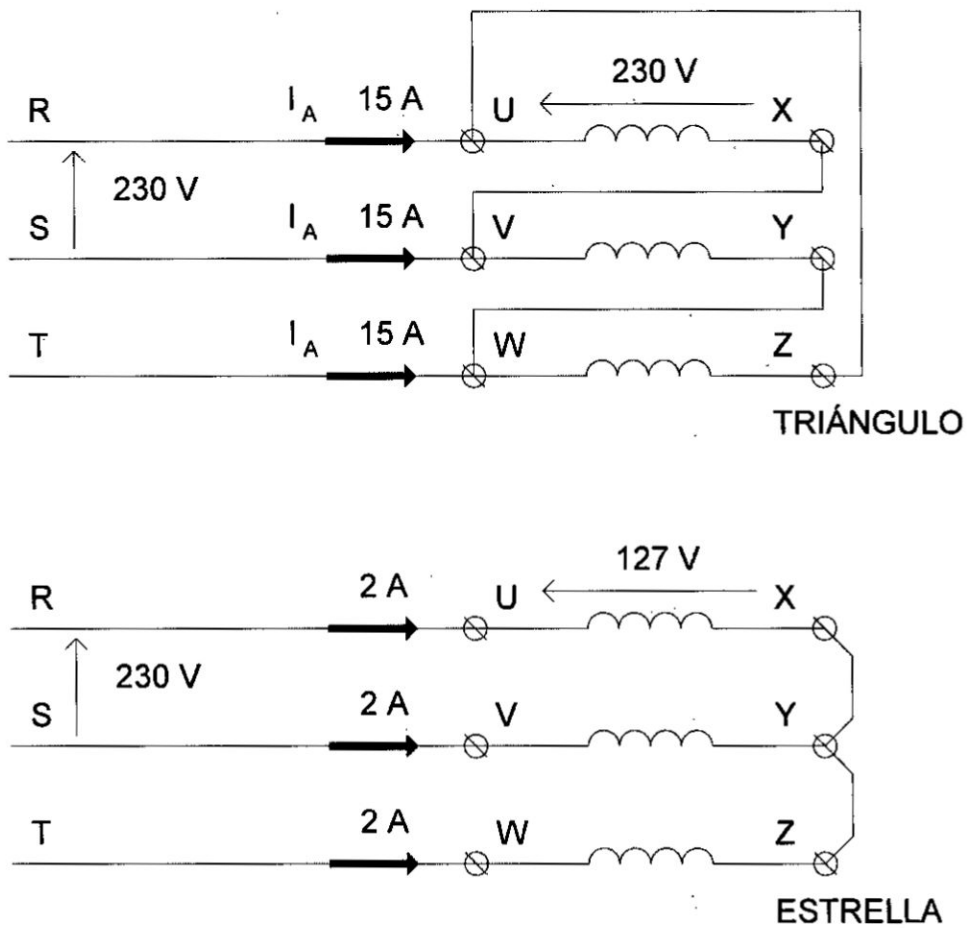 230 V
R I_A 15 A U X
230 V
S I_A 15 A V Y
T I_A 15 A W Z
TRIÁNGULO
127 V
R 2 A U X
230 V
S 2 A V Y
T 2 A W Z
ESTRELLA